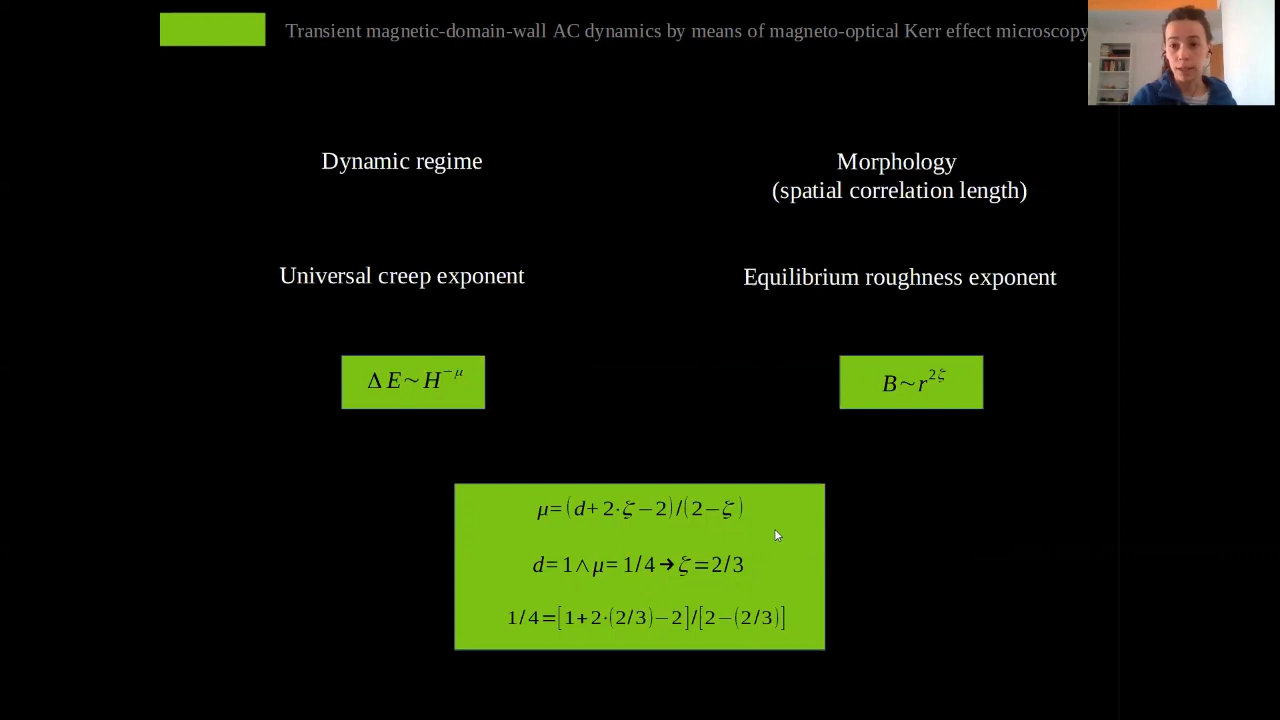 Transient magnetic-domain-wall AC dynamics by means of magneto-optical Kerr effect microscopy
Dynamic regime
Morphology
(spatial correlation length)
Universal creep exponent
Equilibrium roughness exponent
Δ E ~ H^{-μ}
B ~ r^{2ζ}
μ=(d+2·ζ−2)/(2−ζ)
d=1∧μ=1/4→ζ=2/3
1/4=[1+2·(2/3)−2]/[2−(2/3)]